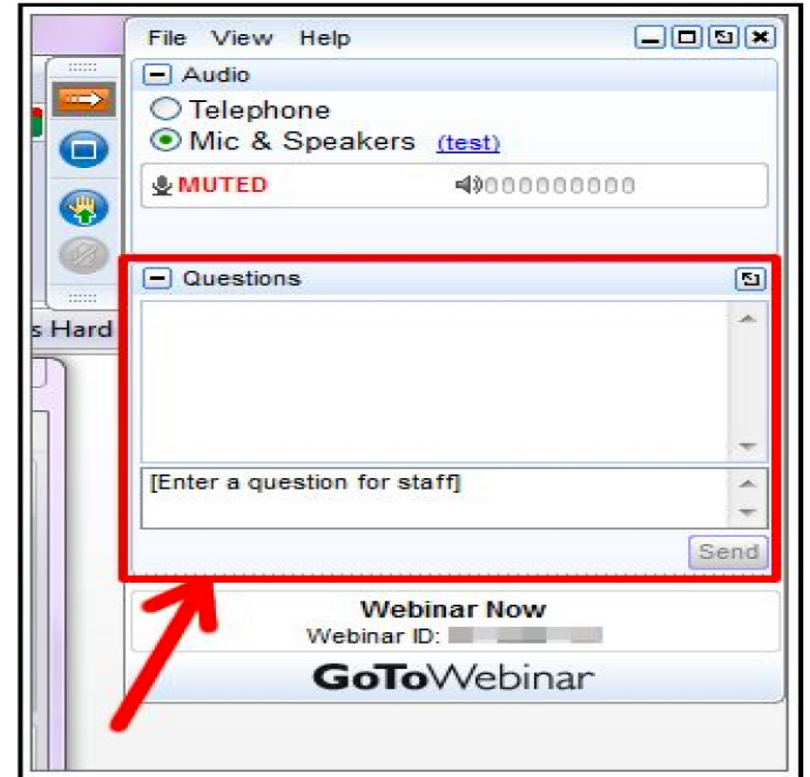 File View Help
Audio
Telephone
Mic & Speakers (test)
MUTED
Questions
s Hard
[Enter a question for staff]
Send
Webinar Now
Webinar ID:
GoToWebinar